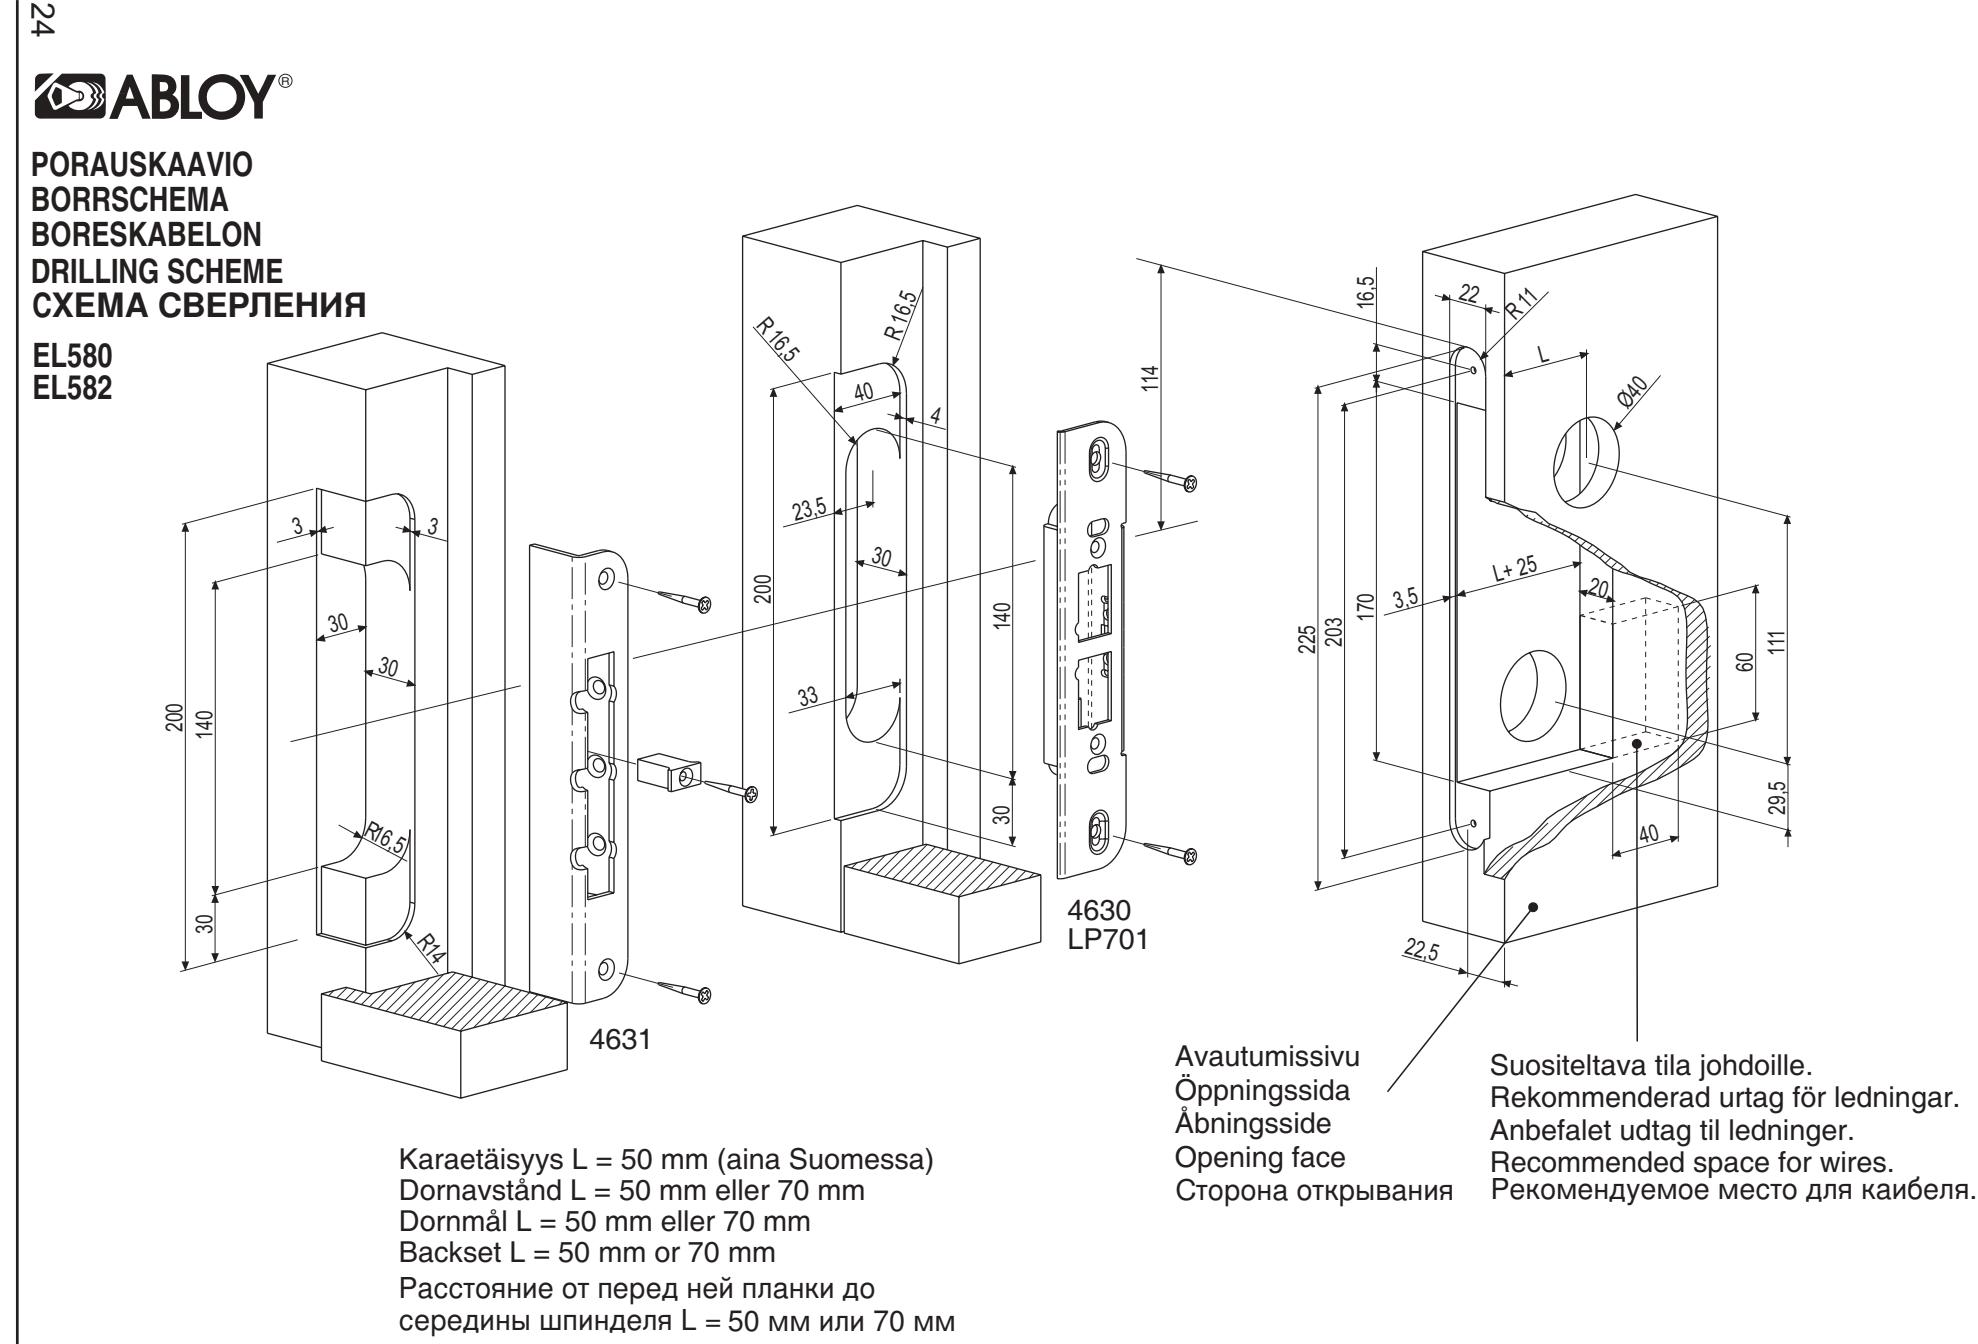 24
ABLOY®
PORAUSKAAVIO
BORRSCHEMA
BORESKABELON
DRILLING SCHEME
СХЕМА СВЕРЛЕНИЯ
EL580
EL582
3
3
30
30
200
140
R16,5
30
R14
4631
R 16,5
R 16,5
40
4
23,5
30
200
140
33
30
4630
LP701
114
16,5
22
R 11
L
Ø40
L+ 25
20
3,5
225
203
170
60
111
29,5
40
22,5
Avautumissivu
Öppningssida
Åbningsside
Opening face
Сторона открывания
Suositeltava tila johdoille.
Rekommenderad urtag för ledningar.
Anbefalet udtag til ledninger.
Recommended space for wires.
Рекомендуемое место для каибеля.
Karaetäisyys L = 50 mm (aina Suomessa)
Dornavstånd L = 50 mm eller 70 mm
Dornmål L = 50 mm eller 70 mm
Backset L = 50 mm or 70 mm
Расстояние от перед ней планки до
середины шпинделя L = 50 мм или 70 мм